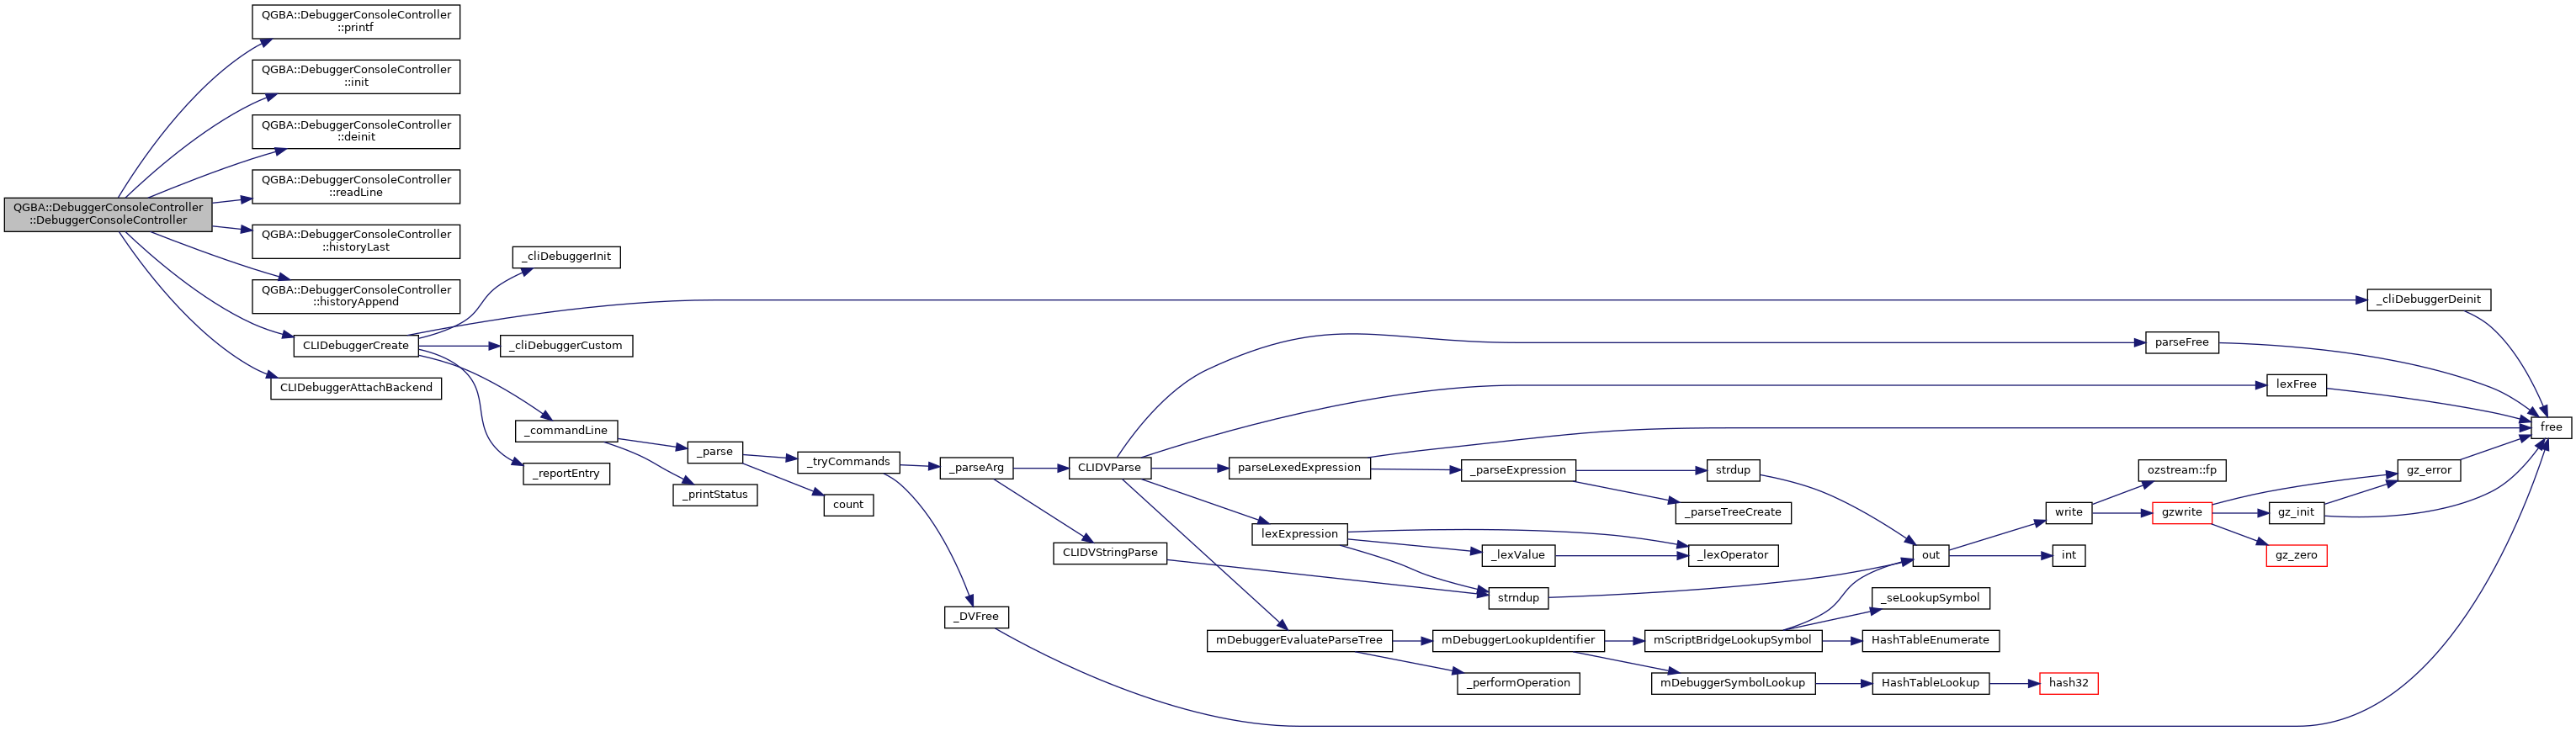 QGBA::DebuggerConsoleController
::DebuggerConsoleController
QGBA::DebuggerConsoleController
::printf
QGBA::DebuggerConsoleController
::init
QGBA::DebuggerConsoleController
::deinit
QGBA::DebuggerConsoleController
::readLine
QGBA::DebuggerConsoleController
::historyLast
QGBA::DebuggerConsoleController
::historyAppend
CLIDebuggerCreate
CLIDebuggerAttachBackend
_cliDebuggerInit
_cliDebuggerCustom
_commandLine
_reportEntry
_parse
_printStatus
_tryCommands
count
_parseArg
_DVFree
CLIDVParse
CLIDVStringParse
parseLexedExpression
lexExpression
mDebuggerEvaluateParseTree
_parseExpression
_lexValue
strndup
mDebuggerLookupIdentifier
_performOperation
strdup
_parseTreeCreate
_lexOperator
mScriptBridgeLookupSymbol
mDebuggerSymbolLookup
out
_seLookupSymbol
HashTableEnumerate
HashTableLookup
write
int
hash32
parseFree
ozstream::fp
gzwrite
lexFree
gz_init
gz_zero
_cliDebuggerDeinit
gz_error
free